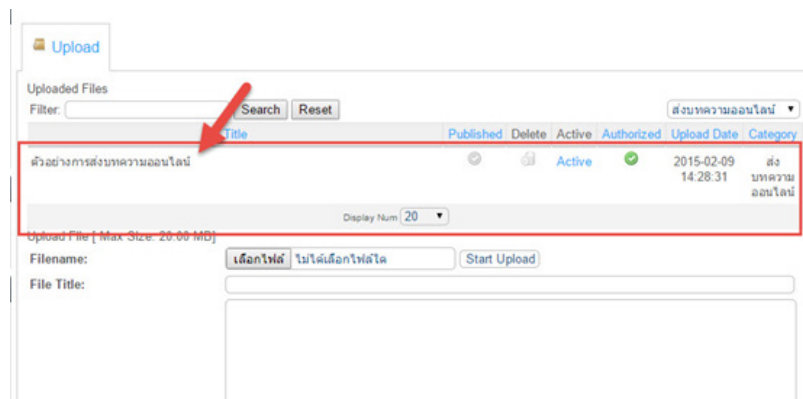 Upload
Uploaded Files
Filter: Search Reset ส่งบทความออนไลน์
Title Published Delete Active Authorized Upload Date Category
ตัวอย่างการส่งบทความออนไลน์ Active 2015-02-09 ส่ง
14:28:31 บทความ
ออนไลน์
Display Num 20
Upload File [ Max Size: 20.00 MB]
Filename: เลือกไฟล์ ไม่ได้เลือกไฟล์ใด Start Upload
File Title: